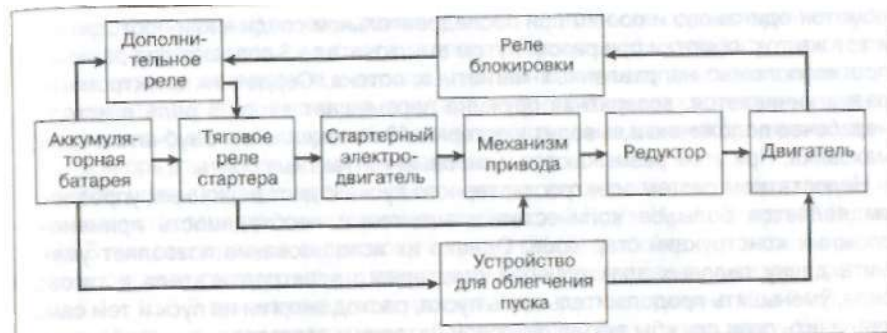 Дополни-
тельное
реле
Реле
блокировки
Аккумуля-
торная
батарея
Тяговое
реле
стартера
Стартерный
электро-
двигатель
Механизм
привода
Редуктор
Двигатель
Устройство
для облегчения
пуска